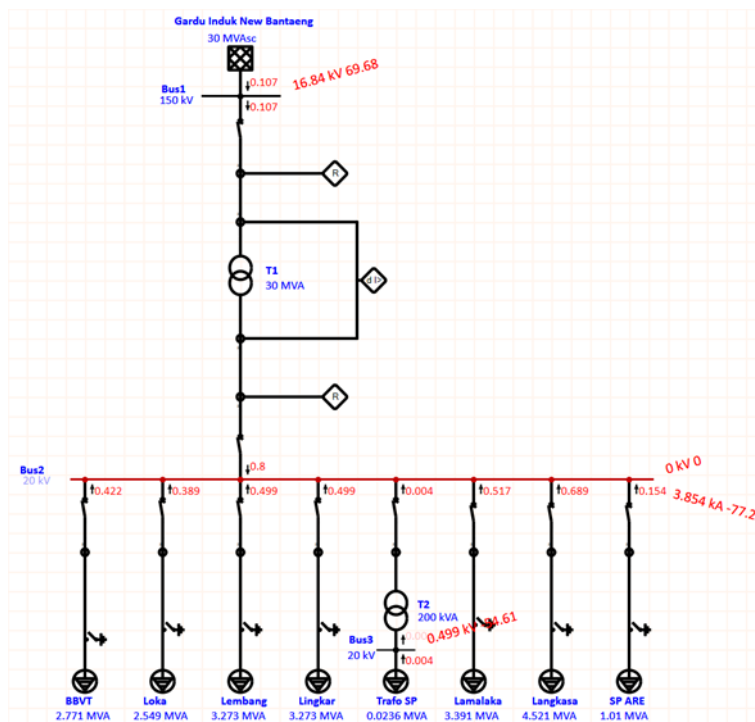 Gardu Induk New Bantaeng
30 MVAsc
0.107
16.84 kV 69.68
Bus1
150 kV
0.107
R
T1
30 MVA
d I>
R
Bus2
20 kV
0.8
0 kV 0
0.422 0.389 0.499 0.499 0.004 0.517 0.689 0.154
3.854 kA -77.2
T2
200 kVA
Bus3
20 kV
0.004
BBVT Loka Lembang Lingkar Trafo SP Lamalaka Langkasa SP ARE
2.771 MVA 2.549 MVA 3.273 MVA 3.273 MVA 0.0236 MVA 3.391 MVA 4.521 MVA 1.01 MVA